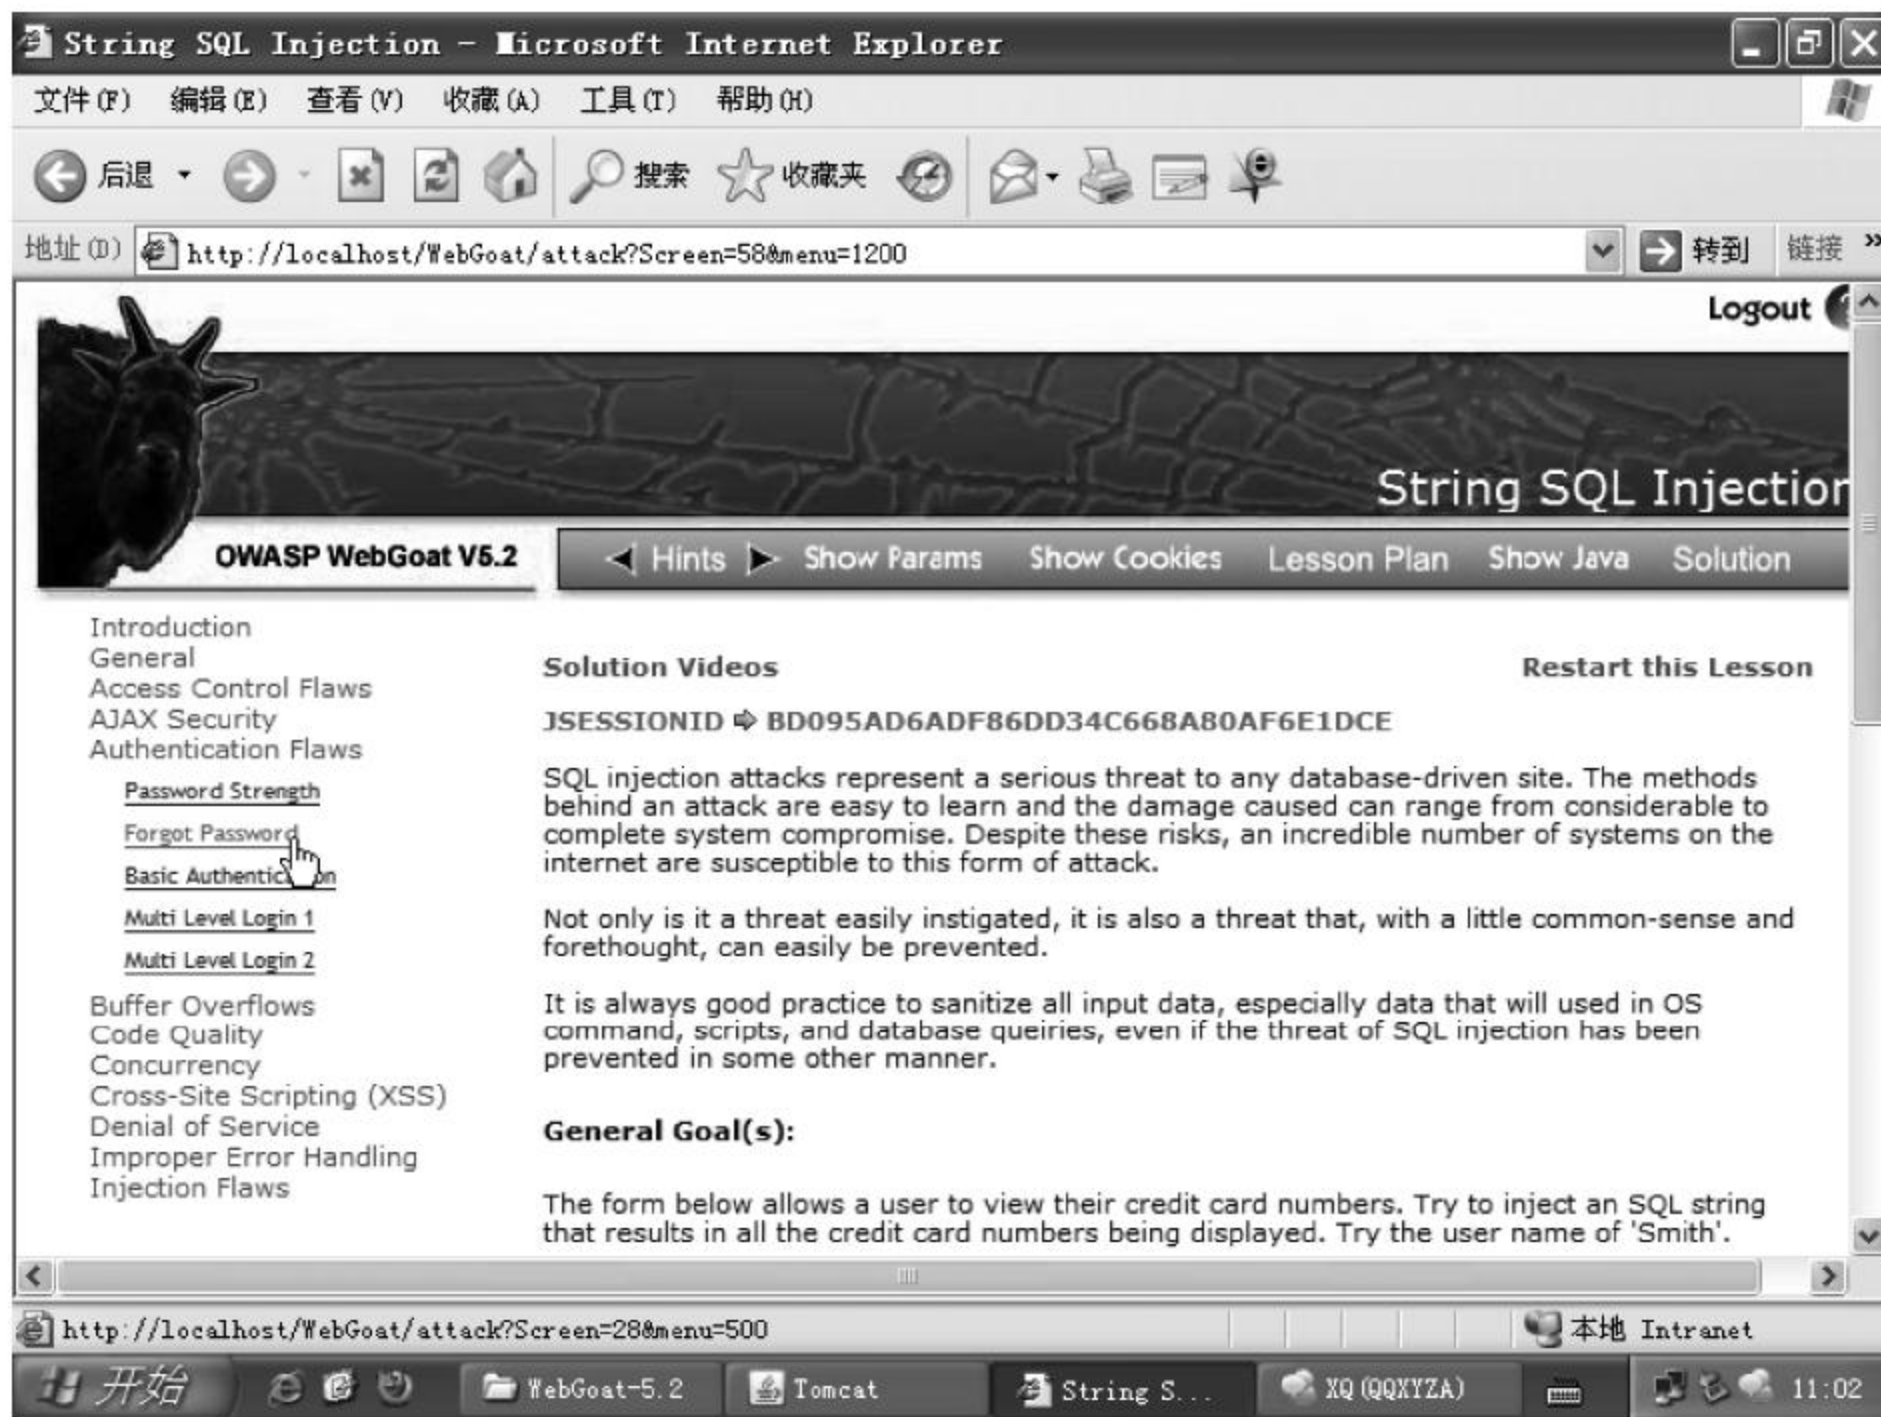 String SQL Injection - Microsoft Internet Explorer
文件(F) 编辑(E) 查看(V) 收藏(A) 工具(T) 帮助(H)
后退 搜索 收藏夹
地址(D) http://localhost/WebGoat/attack?Screen=58&menu=1200 转到 链接 »
Logout
String SQL Injection
OWASP WebGoat V5.2
Hints Show Params Show Cookies Lesson Plan Show Java Solution
Introduction
General
Access Control Flaws
AJAX Security
Authentication Flaws
Password Strength
Forgot Password
Basic Authentication
Multi Level Login 1
Multi Level Login 2
Buffer Overflows
Code Quality
Concurrency
Cross-Site Scripting (XSS)
Denial of Service
Improper Error Handling
Injection Flaws
Solution Videos Restart this Lesson
JSESSIONID ⇨ BD095AD6ADF86DD34C668A80AF6E1DCE
SQL injection attacks represent a serious threat to any database-driven site. The methods
behind an attack are easy to learn and the damage caused can range from considerable to
complete system compromise. Despite these risks, an incredible number of systems on the
internet are susceptible to this form of attack.
Not only is it a threat easily instigated, it is also a threat that, with a little common-sense and
forethought, can easily be prevented.
It is always good practice to sanitize all input data, especially data that will used in OS
command, scripts, and database queiries, even if the threat of SQL injection has been
prevented in some other manner.
General Goal(s):
The form below allows a user to view their credit card numbers. Try to inject an SQL string
that results in all the credit card numbers being displayed. Try the user name of 'Smith'.
http://localhost/WebGoat/attack?Screen=28&menu=500 本地 Intranet
开始 WebGoat-5.2 Tomcat String S... XQ(QQXYZA) 11:02